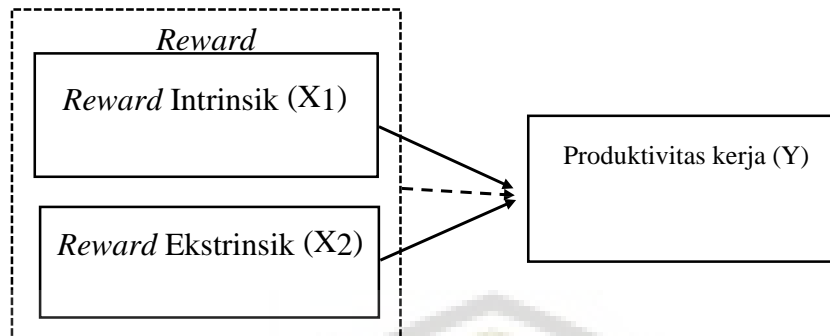 Reward
Reward Intrinsik (X1)
Produktivitas kerja (Y)
Reward Ekstrinsik (X2)